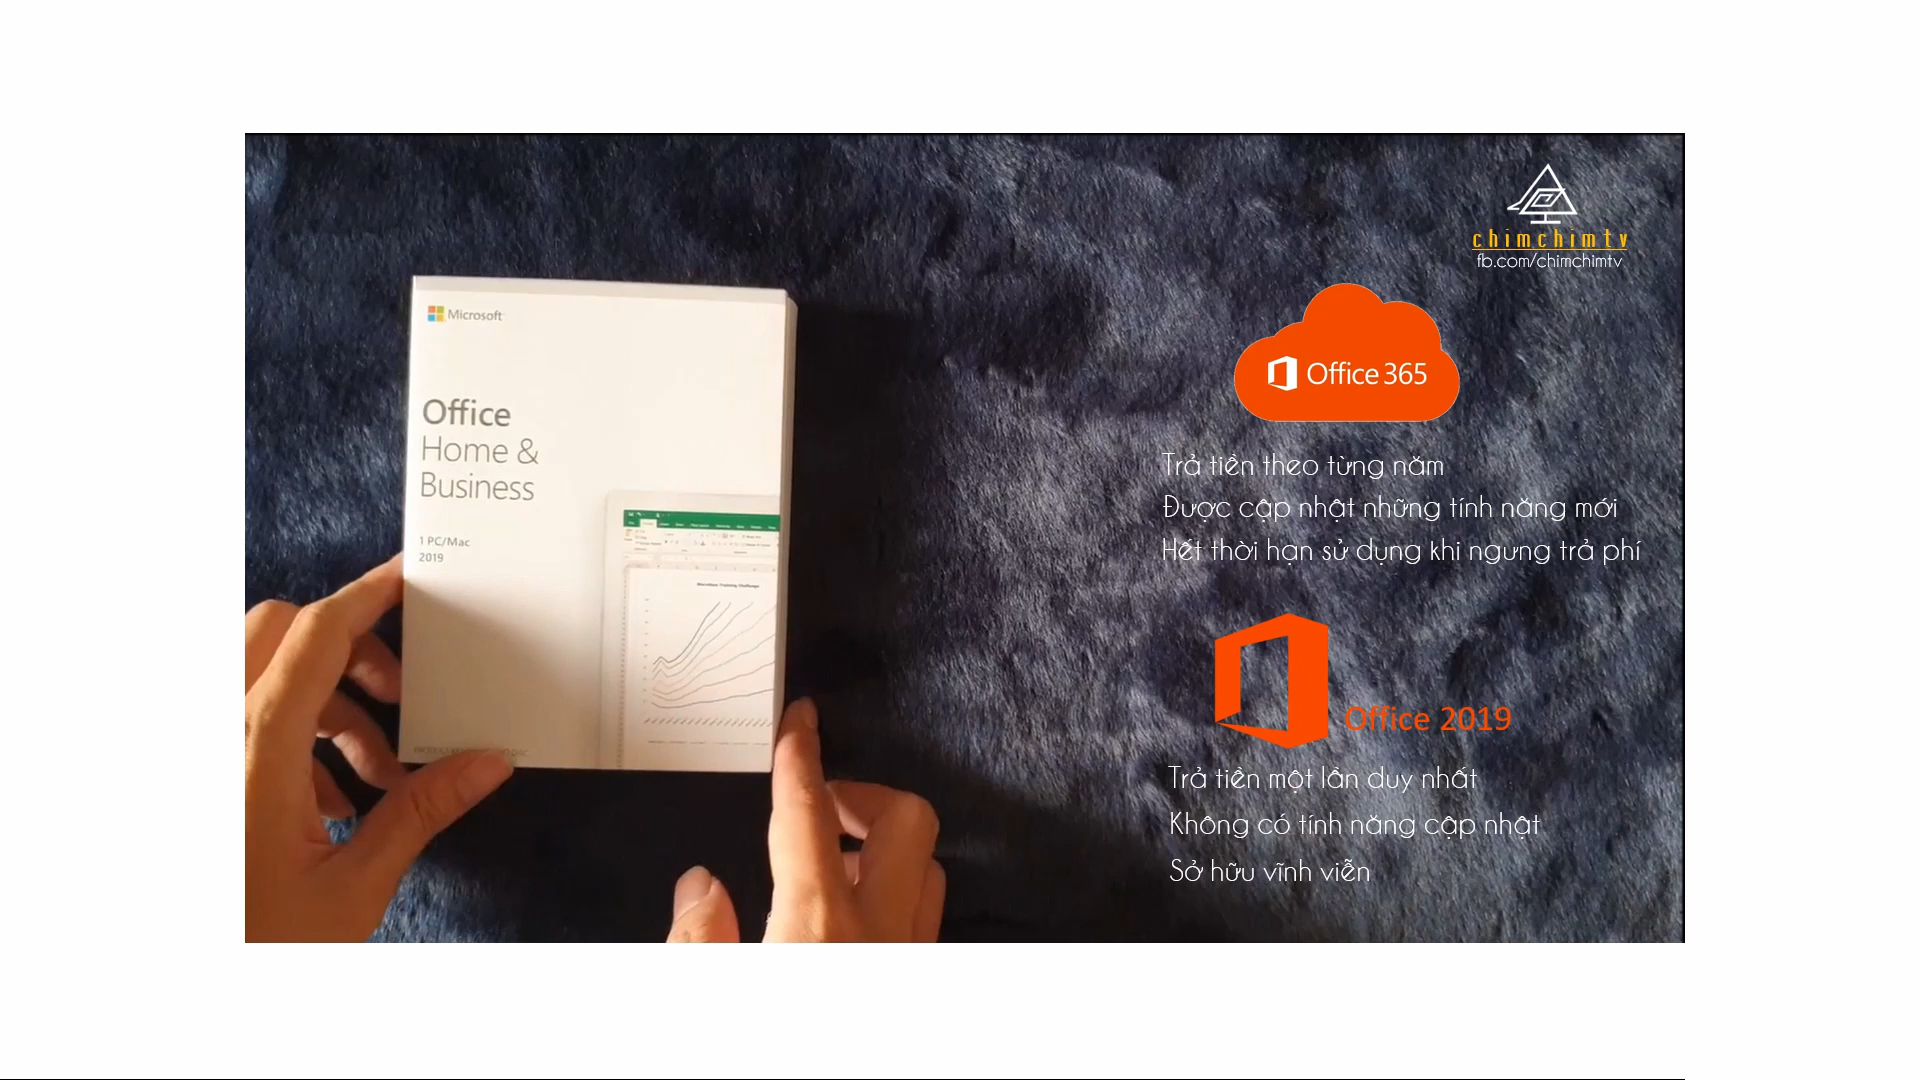 Microsoft
Office
Home &
Business
1 PC/Mac
2019
chimchimtv
fb.com/chimchimtv
Office 365
Trả tiền theo từng năm
Được cập nhật những tính năng mới
Hết thời hạn sử dụng khi ngưng trả phí
Office 2019
Trả tiền một lần duy nhất
Không có tính năng cập nhật
Sở hữu vĩnh viễn